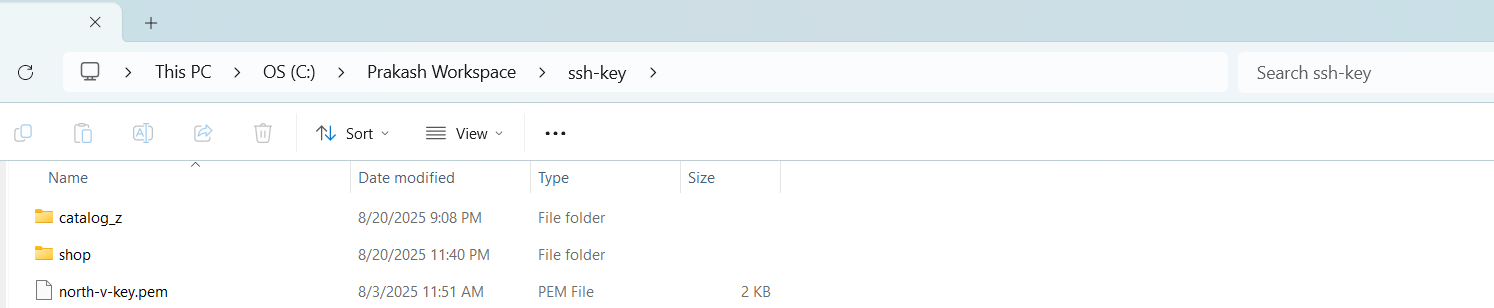 This PC > OS (C:) > Prakash Workspace > ssh-key >
Search ssh-key
Sort
View
Name Date modified Type Size
catalog_z 8/20/2025 9:08 PM File folder
shop 8/20/2025 11:40 PM File folder
north-v-key.pem 8/3/2025 11:51 AM PEM File 2 KB